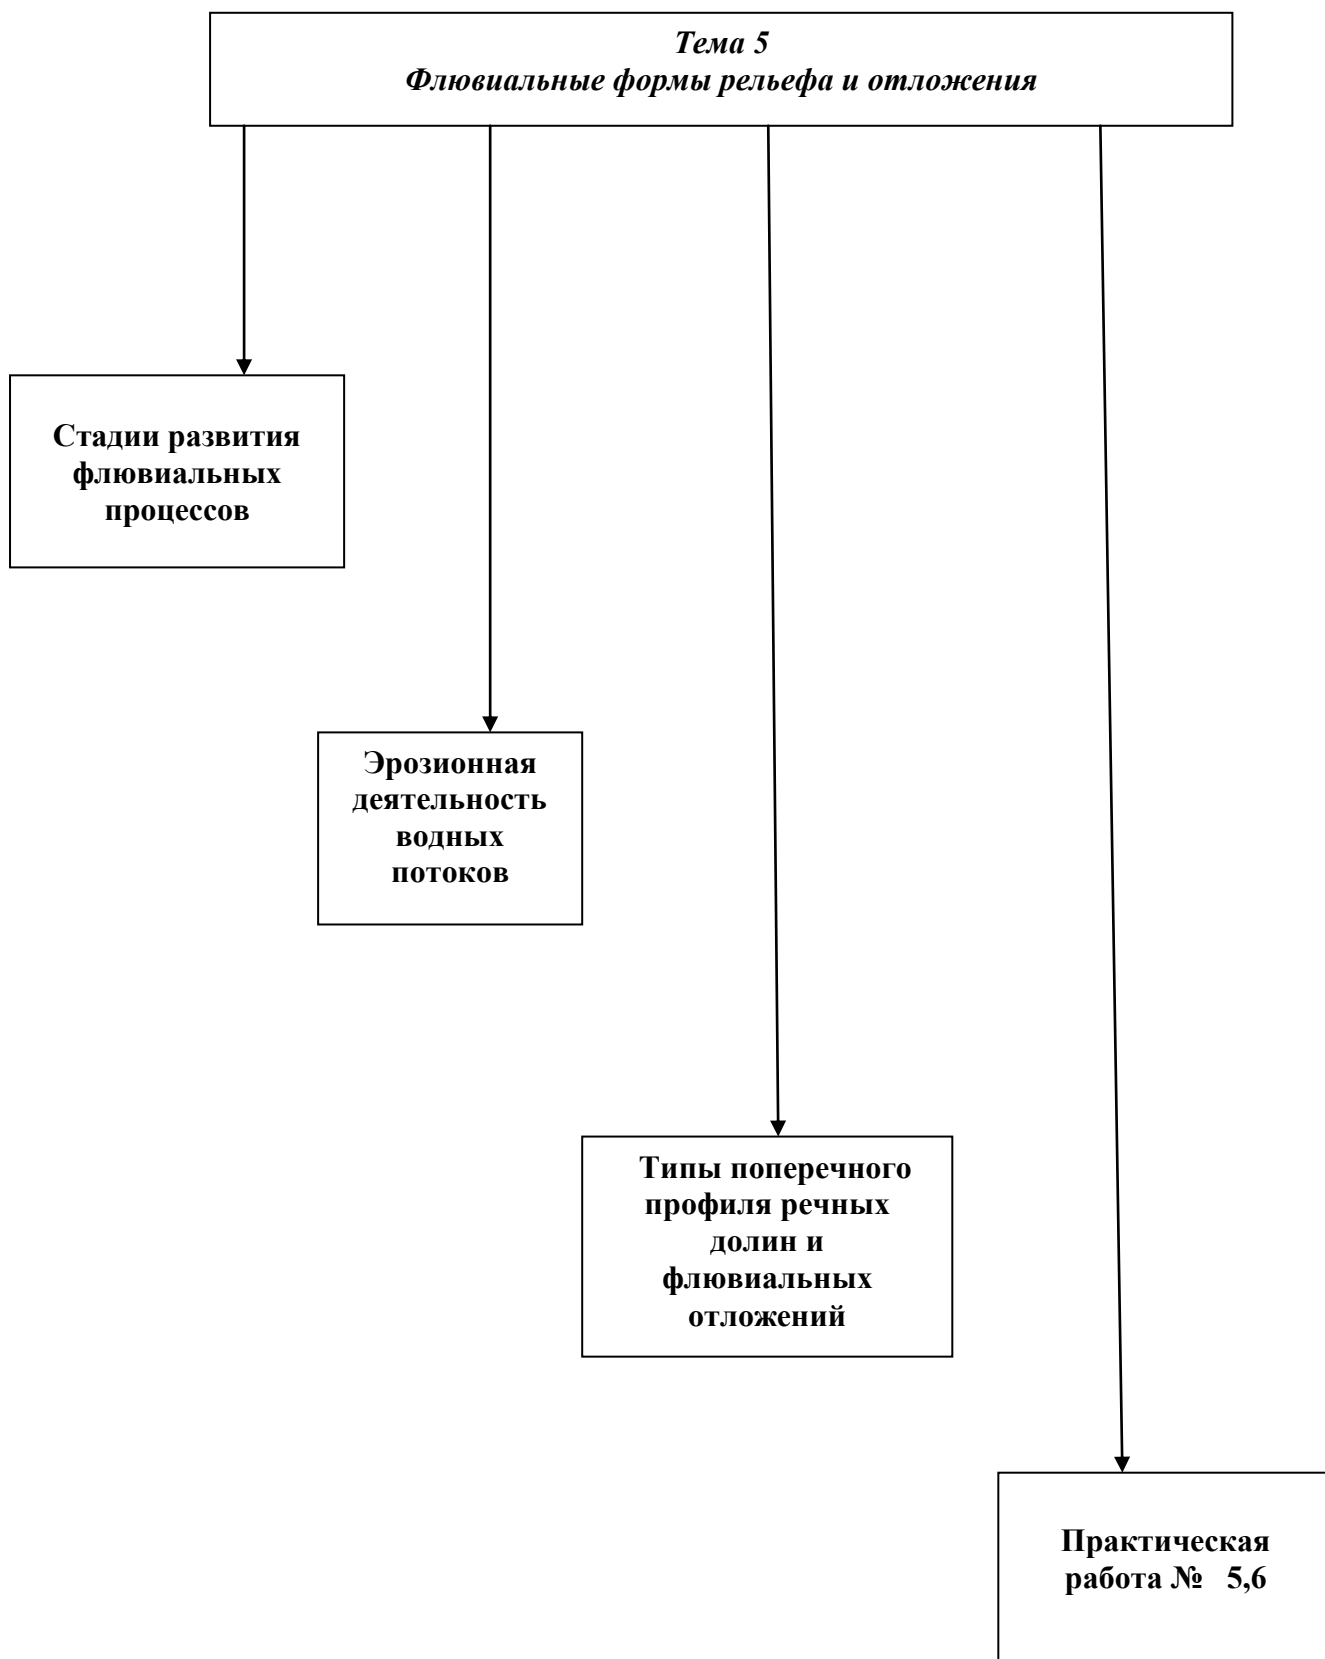 Тема 5
Флювиальные формы рельефа и отложения
Стадии развития
флювиальных
процессов
Эрозионная
деятельность
водных
потоков
Типы поперечного
профиля речных
долин и
флювиальных
отложений
Практическая
работа № 5,6